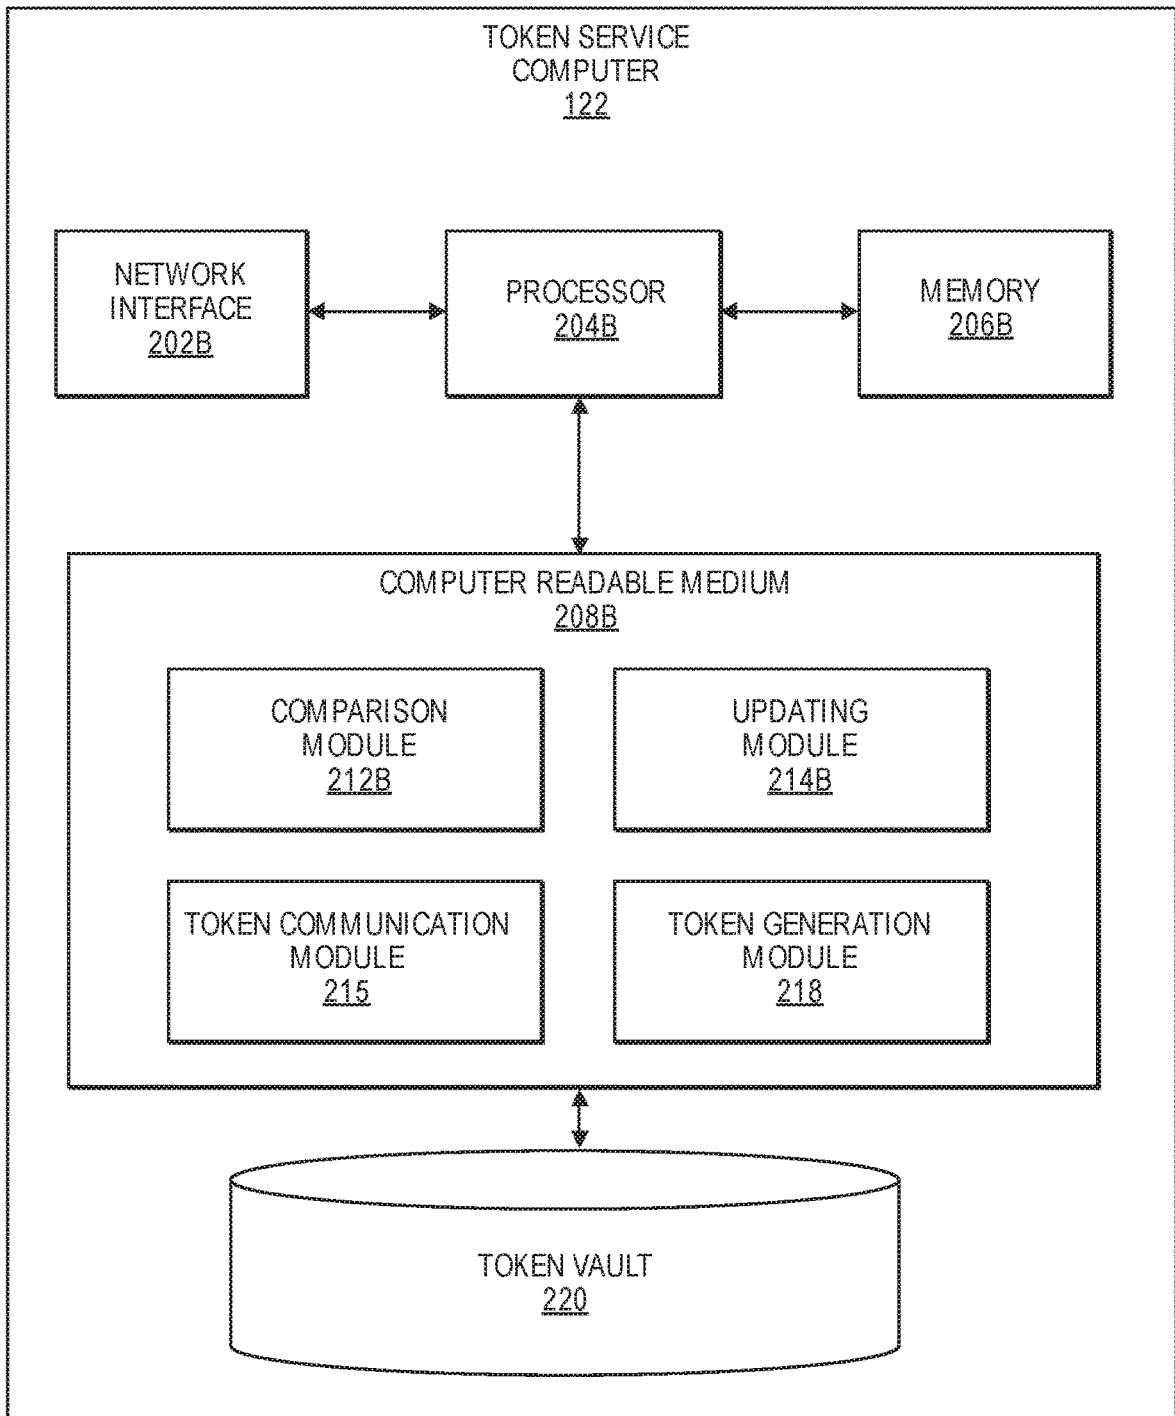 TOKEN SERVICE
COMPUTER
122
NETWORK
INTERFACE
202B
PROCESSOR
204B
MEMORY
206B
COMPUTER READABLE MEDIUM
208B
COMPARISON
MODULE
212B
UPDATING
MODULE
214B
TOKEN COMMUNICATION
MODULE
215
TOKEN GENERATION
MODULE
218
TOKEN VAULT
220